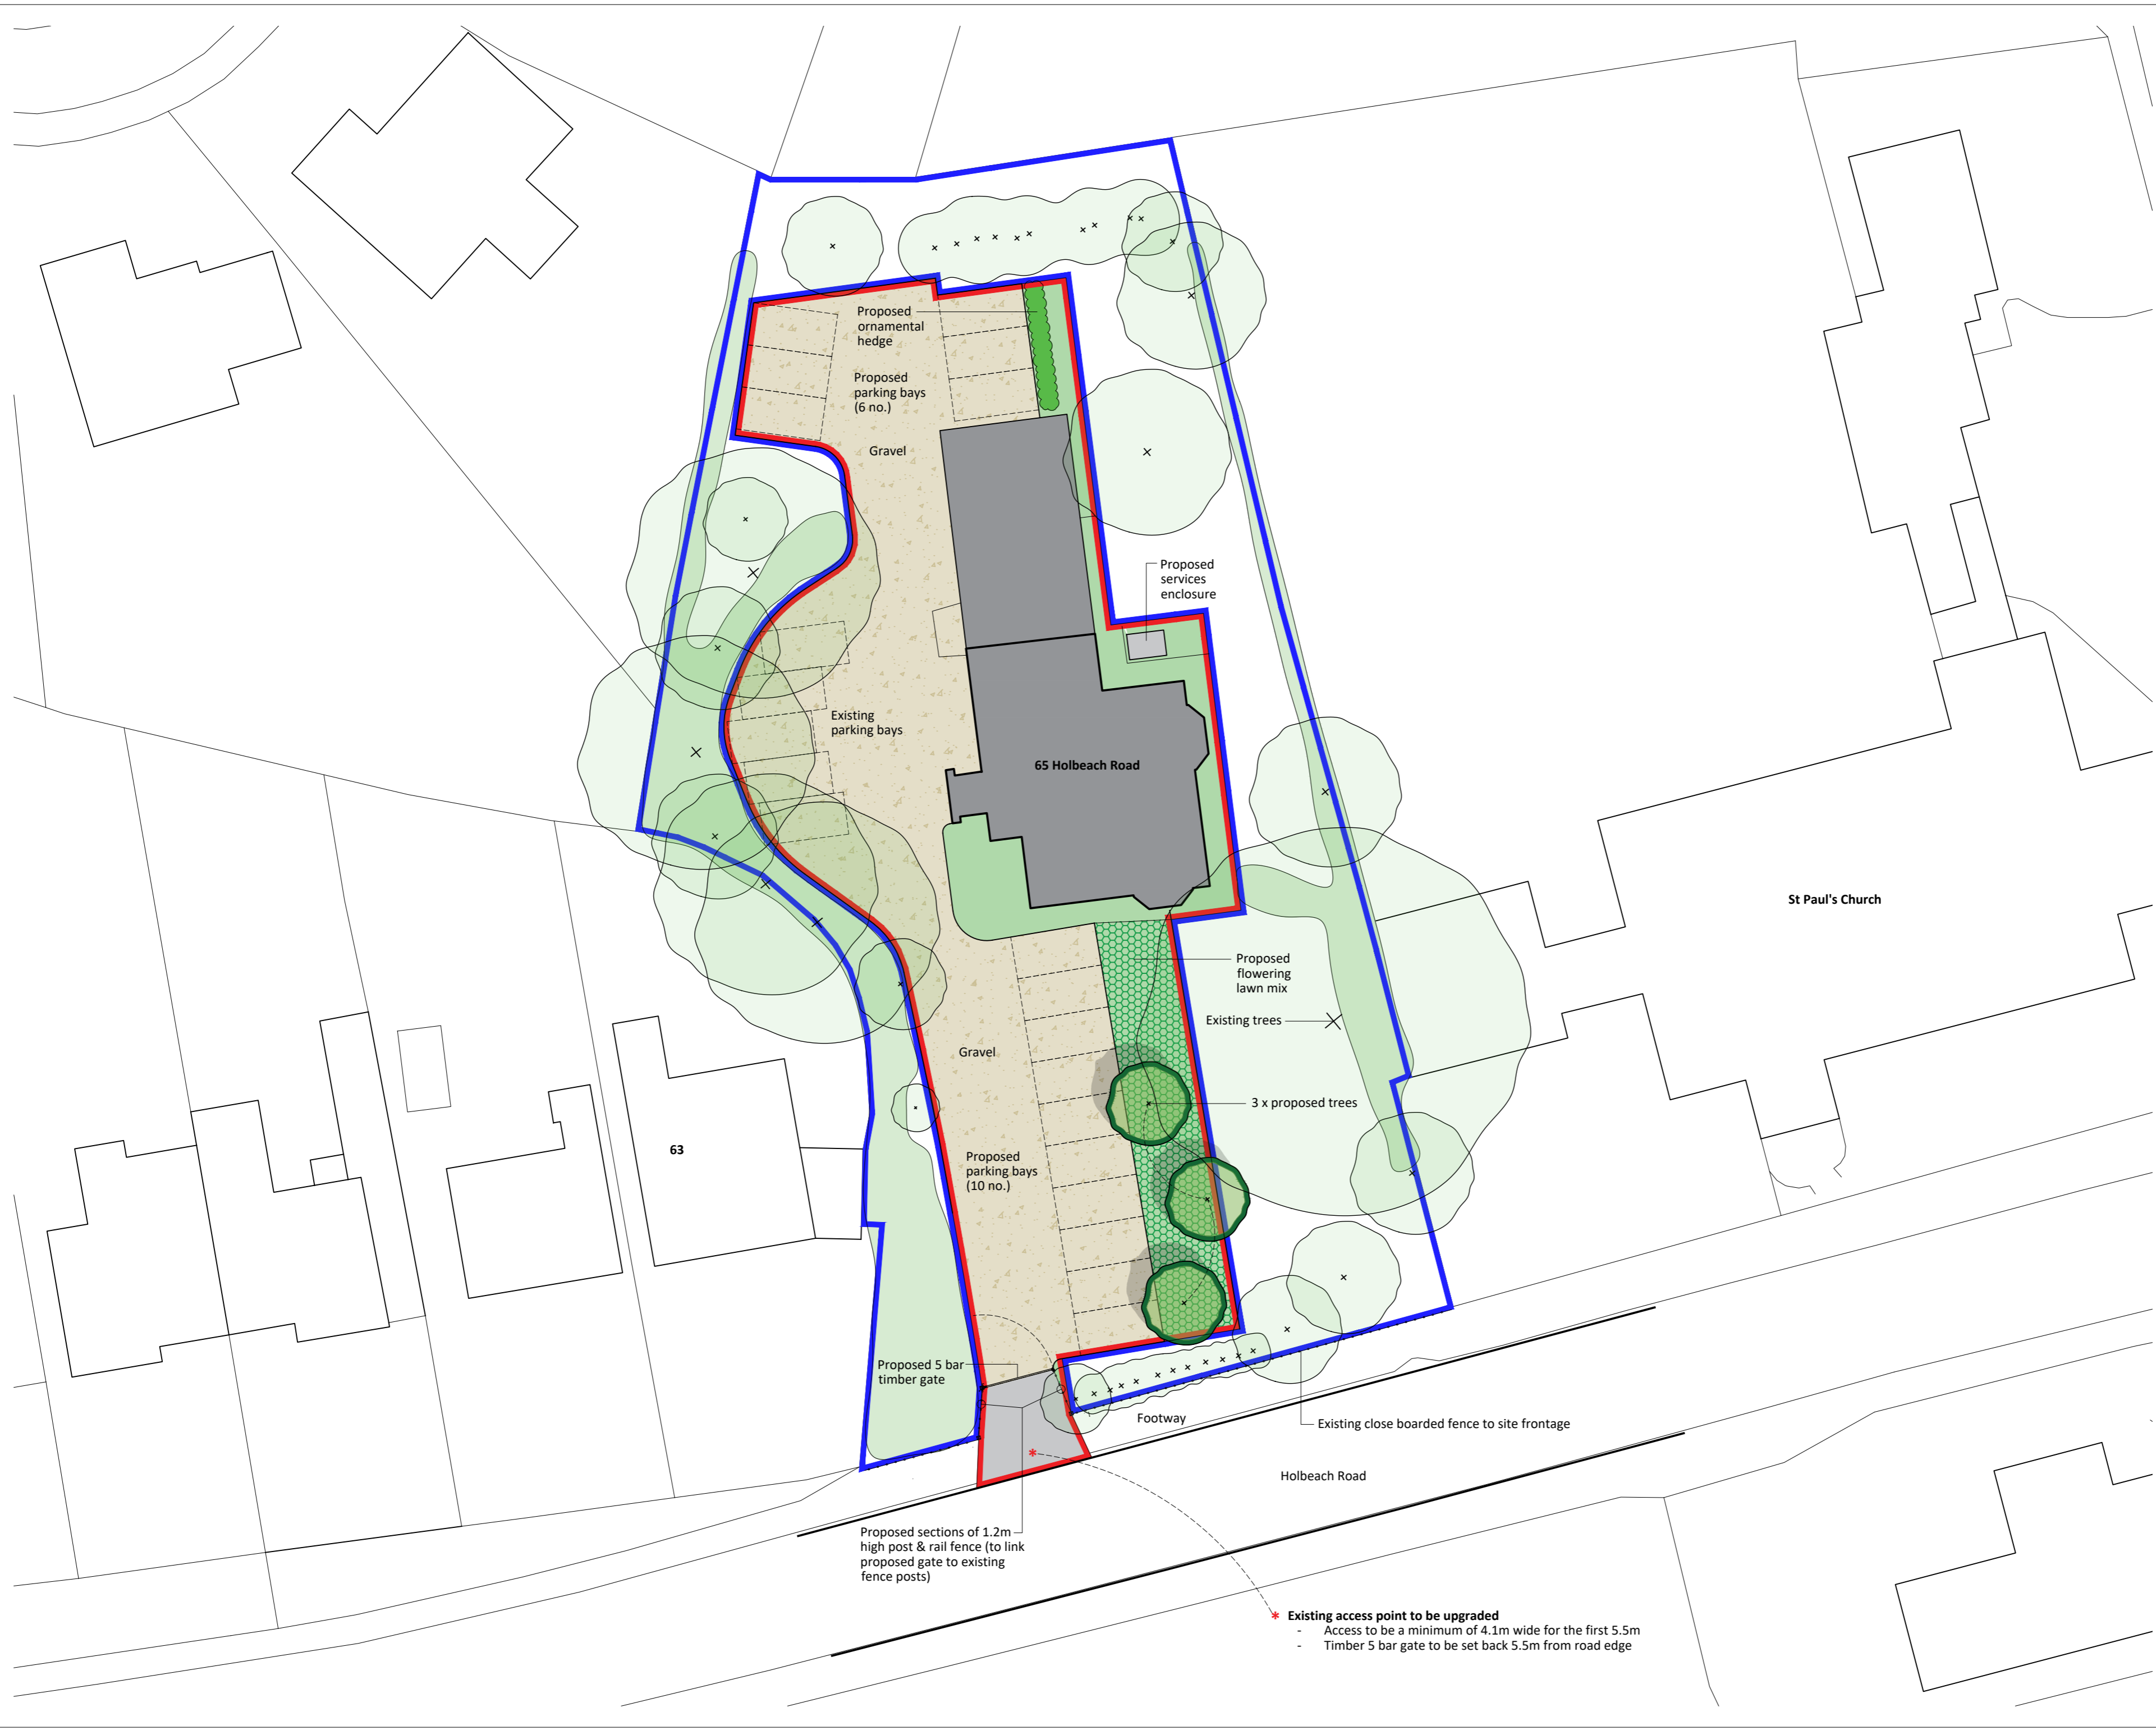 Proposed
ornamental
hedge
Proposed
parking bays
(6 no.)
Gravel
Proposed
services
enclosure
Existing
parking bays
65 Holbeach Road
St Paul's Church
Proposed
flowering
lawn mix
Existing trees
Gravel
3 x proposed trees
63
Proposed
parking bays
(10 no.)
Proposed 5 bar
timber gate
Footway
Existing close boarded fence to site frontage
Holbeach Road
Proposed sections of 1.2m
high post & rail fence (to link
proposed gate to existing
fence posts)
* Existing access point to be upgraded
- Access to be a minimum of 4.1m wide for the first 5.5m
- Timber 5 bar gate to be set back 5.5m from road edge